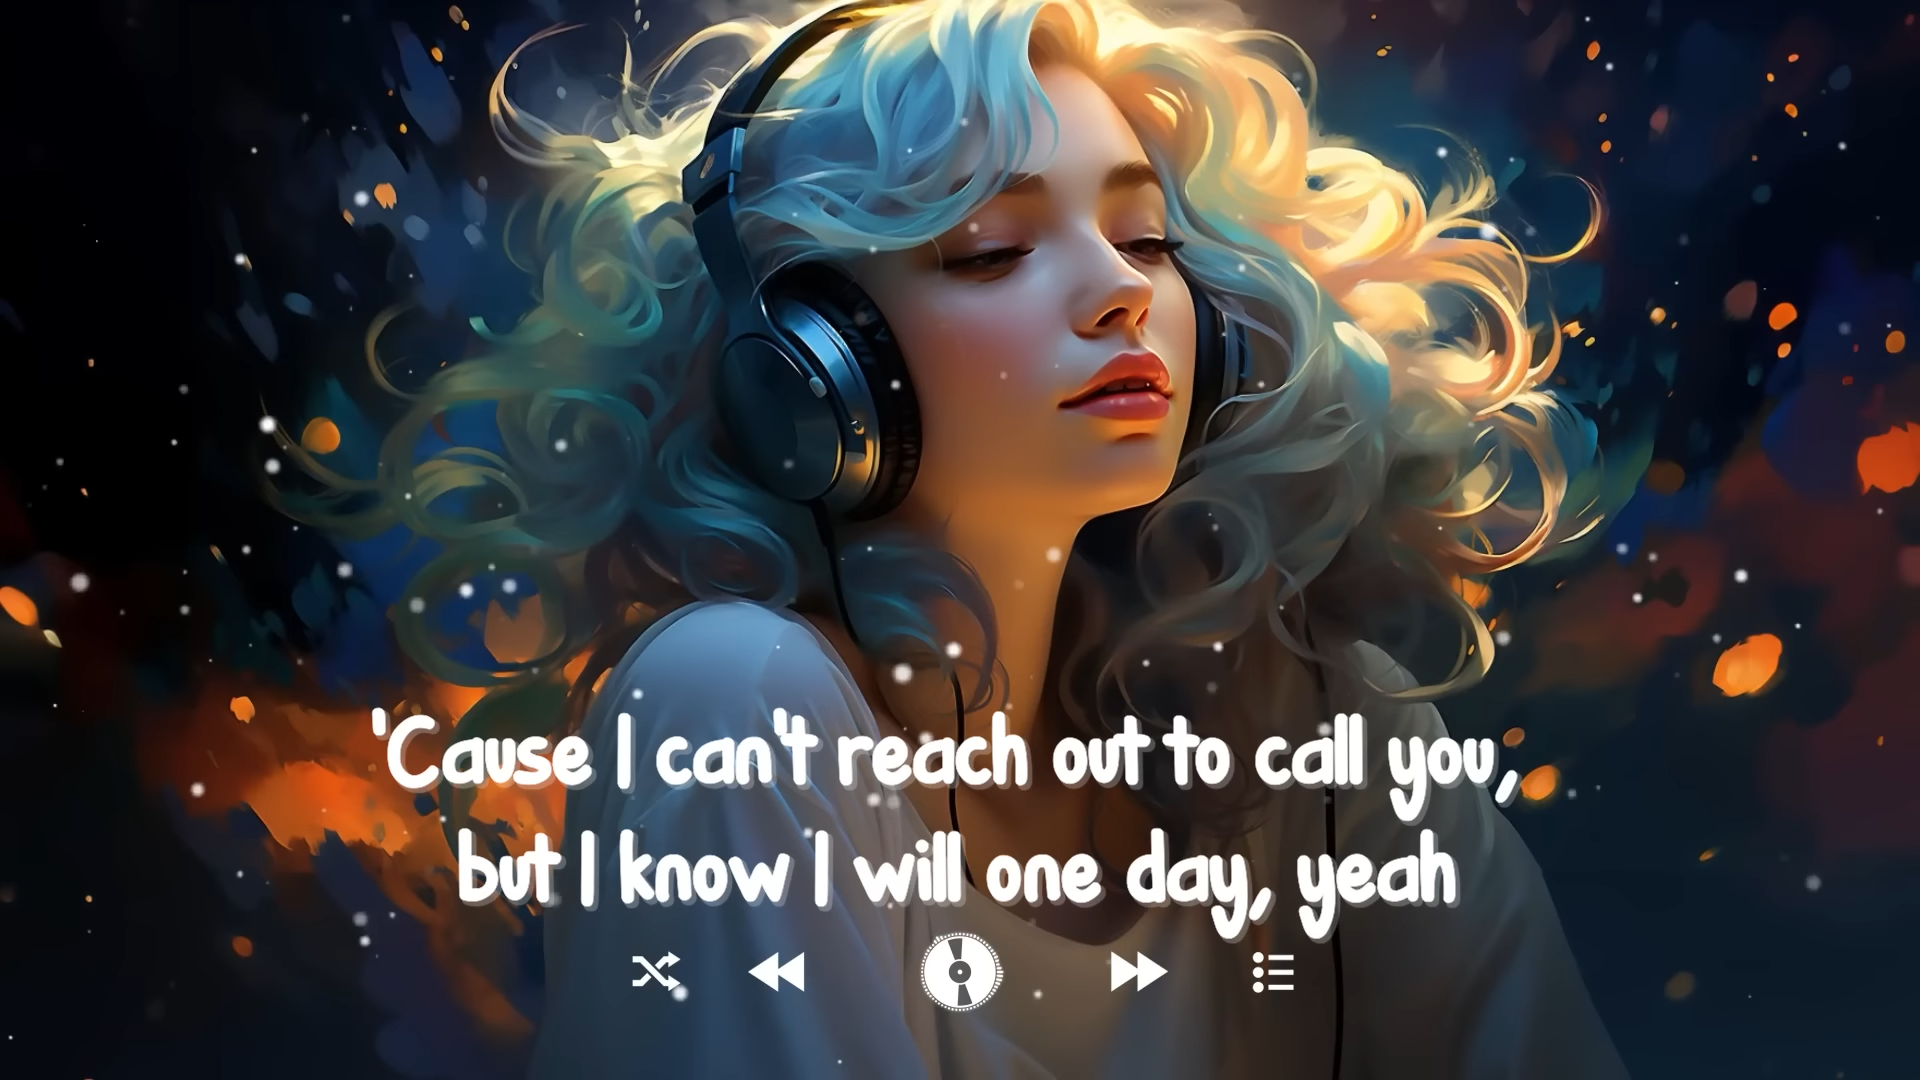 'Cause I can't reach out to call you,
but I know I will one day, yeah